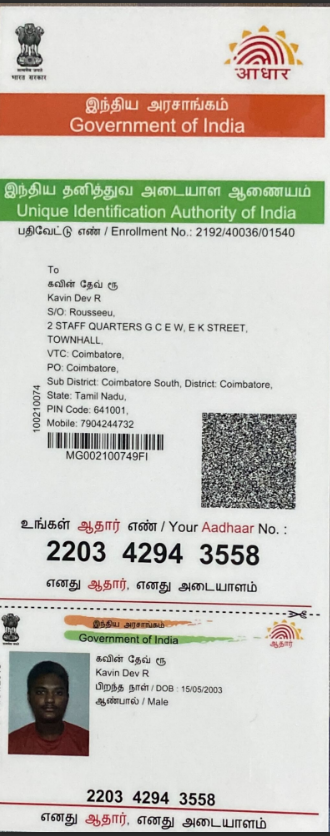 भारत सरकार
आधार
இந்திய அரசாங்கம்
Government of India
இந்திய தனித்துவ அடையாள ஆணையம்
Unique Identification Authority of India
பதிவேட்டு எண் / Enrollment No.: 2192/40036/01540
To
கவின் தேவ் ரு
Kavin Dev R
S/O: Rousseeu,
2 STAFF QUARTERS G C E W, E K STREET,
TOWNHALL,
VTC: Coimbatore,
PO: Coimbatore,
Sub District: Coimbatore South, District: Coimbatore,
State: Tamil Nadu,
PIN Code: 641001,
Mobile: 7904244732
100210074
MG002100749FI
உங்கள் ஆதார் எண் / Your Aadhaar No. :
2203 4294 3558
எனது ஆதார், எனது அடையாளம்
இந்திய அரசாங்கம்
Government of India
ஆதார்
கவின் தேவ் ரு
Kavin Dev R
பிறந்த நாள் / DOB : 15/05/2003
ஆண்பால் / Male
2203 4294 3558
எனது ஆதார், எனது அடையாளம்